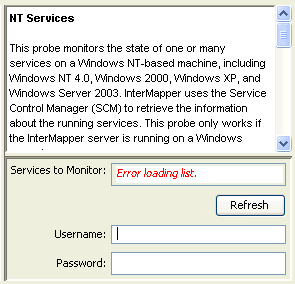 NT Services
This probe monitors the state of one or many
services on a Windows NT-based machine, including
Windows NT 4.0, Windows 2000, Windows XP, and
Windows Server 2003. InterMapper uses the Service
Control Manager (SCM) to retrieve the information
about the running services. This probe only works if
the InterMapper server is running on a Windows
Services to Monitor: Error loading list.
Refresh
Username:
Password: